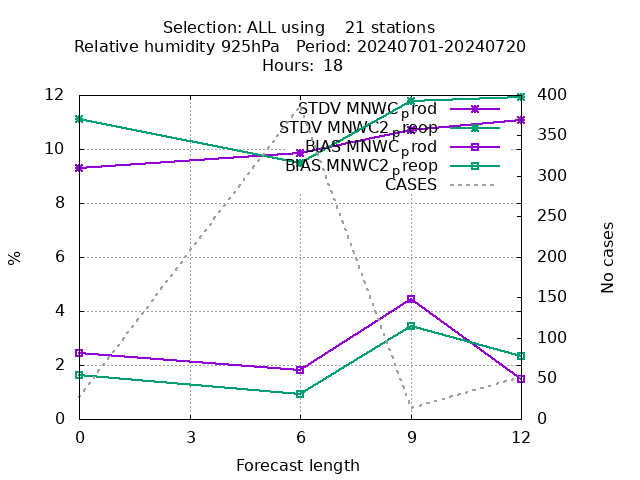 Selection: ALL using 21 stations
Relative humidity 925hPa Period: 20240701-20240720
Hours: 18
STDV MNWC_prod
STDV MNWC2_preop
BIAS MNWC_prod
BIAS MNWC2_preop
CASES
12
10
8
6
4
2
0
%
400
350
300
250
200
150
100
50
0
No cases
0 3 6 9 12
Forecast length